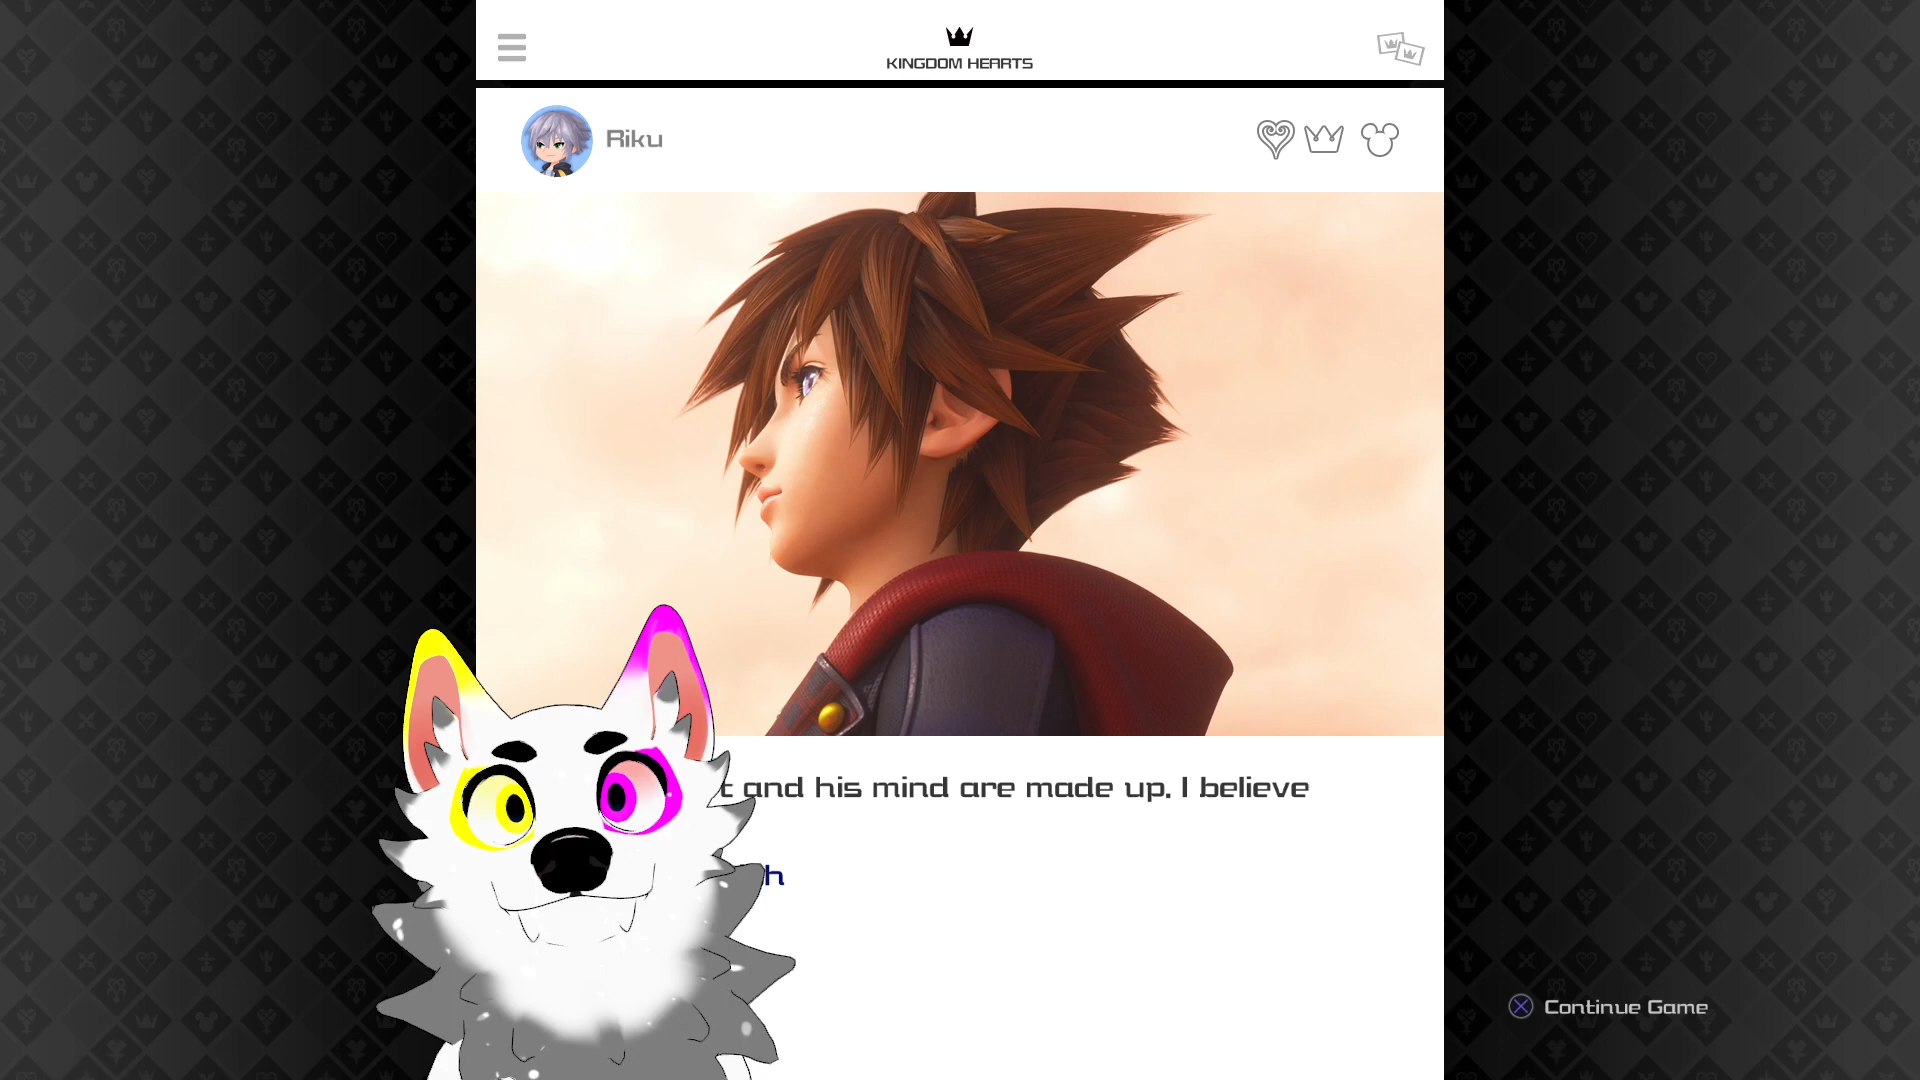 KINGDOM HEARTS
Riku
and his mind are made up. I believe
Continue Game